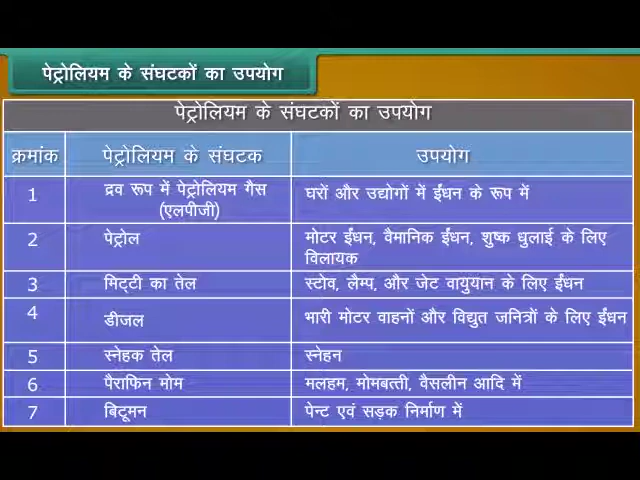 पेट्रोलियम के संघटकों का उपयोग
पेट्रोलियम के संघटकों का उपयोग
क्रमांक पेट्रोलियम के संघटक उपयोग
1 द्रव रूप में पेट्रोलियम गैस (एलपीजी) घरों और उद्योगों में ईंधन के रूप में
2 पेट्रोल मोटर ईंधन, वैमानिक ईंधन, शुष्क धुलाई के लिए विलायक
3 मिट्टी का तेल स्टोव, लैम्प, और जेट वायुयान के लिए ईंधन
4 डीजल भारी मोटर वाहनों और विद्युत जनित्रों के लिए ईंधन
5 स्नेहक तेल स्नेहन
6 पैराफिन मोम मलहम, मोमबत्ती, वैसलीन आदि में
7 बिटूमन पेन्ट एवं सड़क निर्माण में